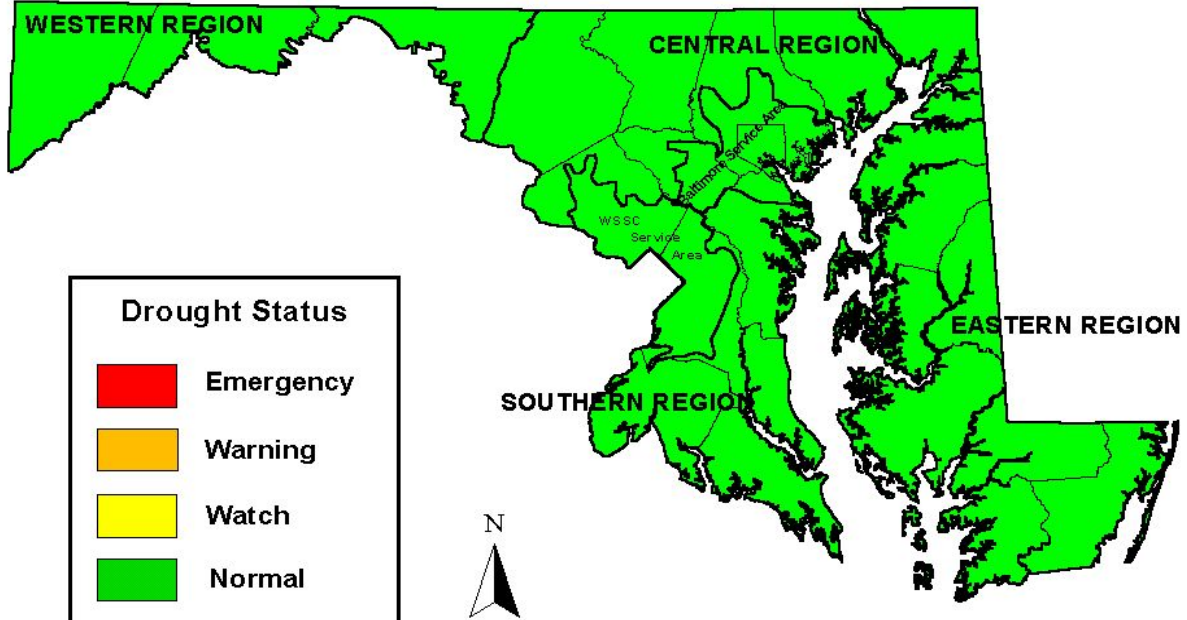 WESTERN REGION
CENTRAL REGION
Baltimore Service Area
WSSC
Service
Area
EASTERN REGION
SOUTHERN REGION
Drought Status
Emergency
Warning
Watch
Normal
N